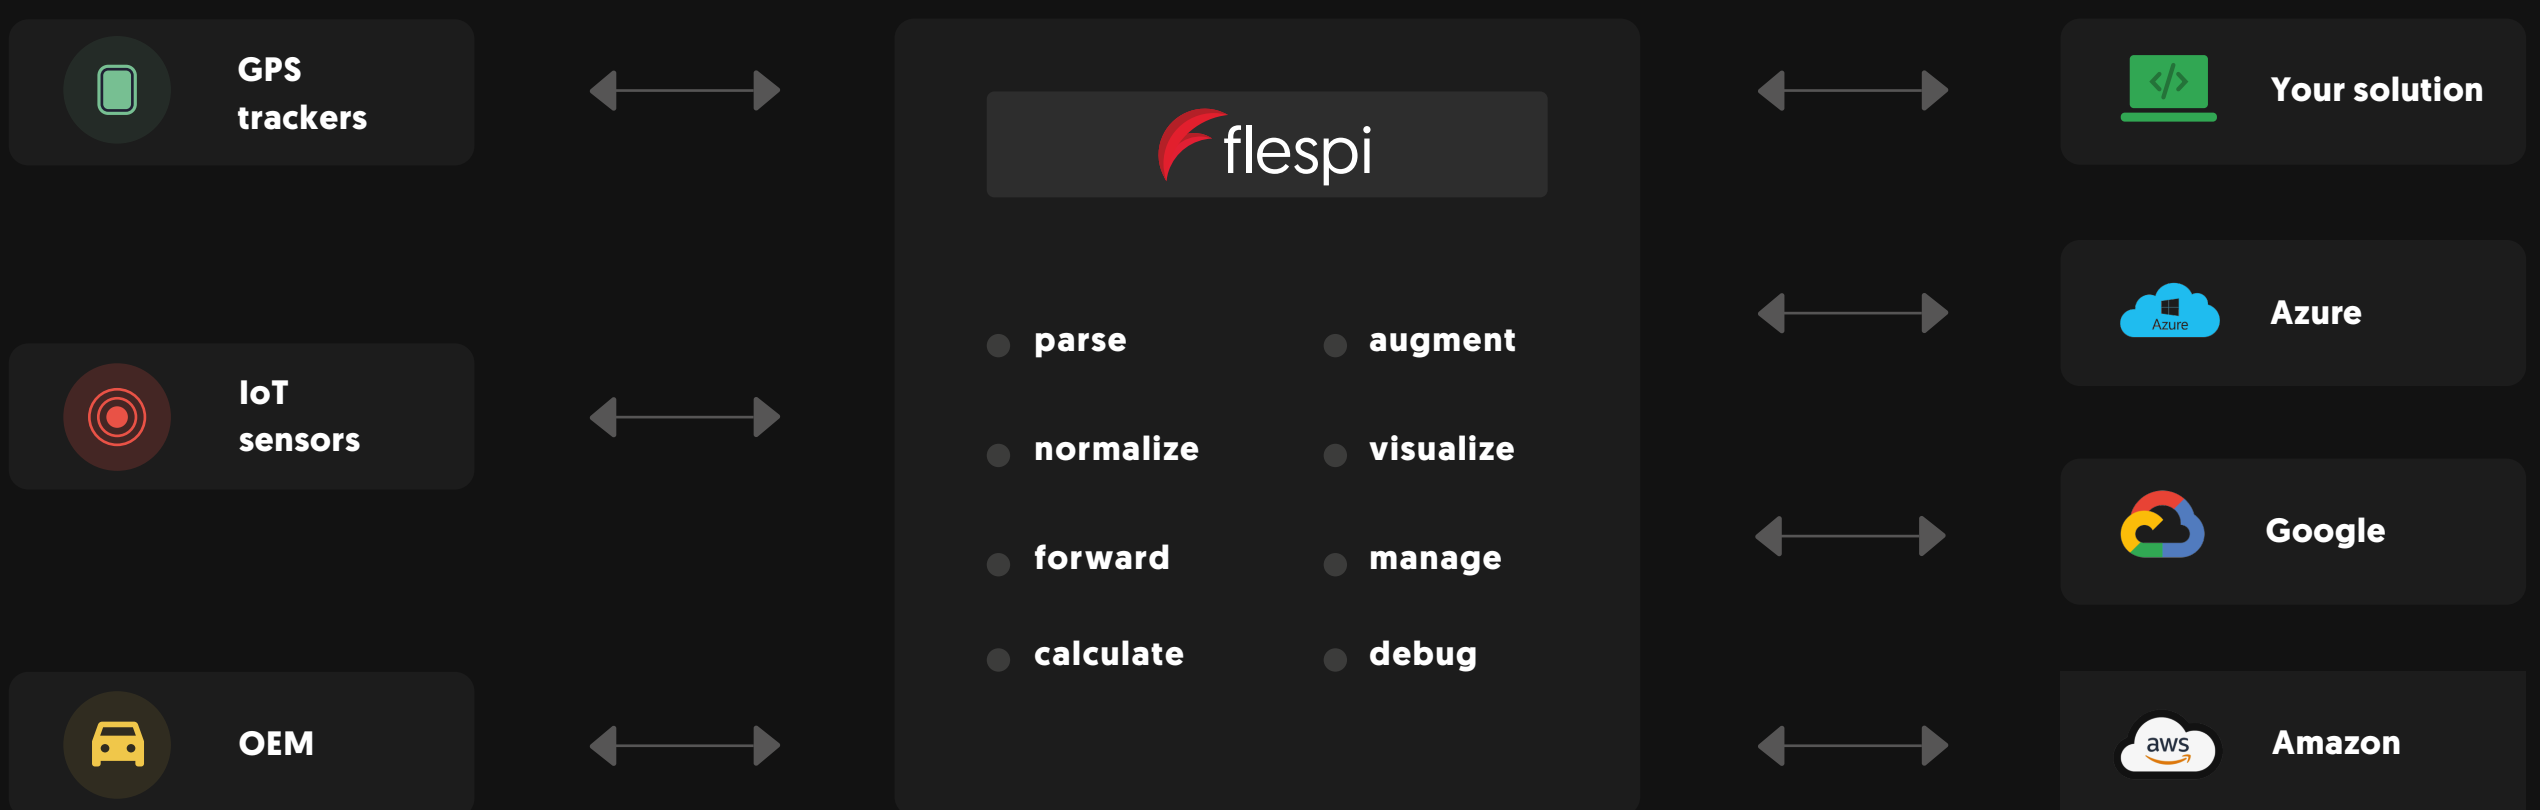 GPS
trackers
IoT
sensors
OEM
flespi
parse
normalize
forward
calculate
augment
visualize
manage
debug
</>
Your solution
Azure
Azure
Google
aws
Amazon